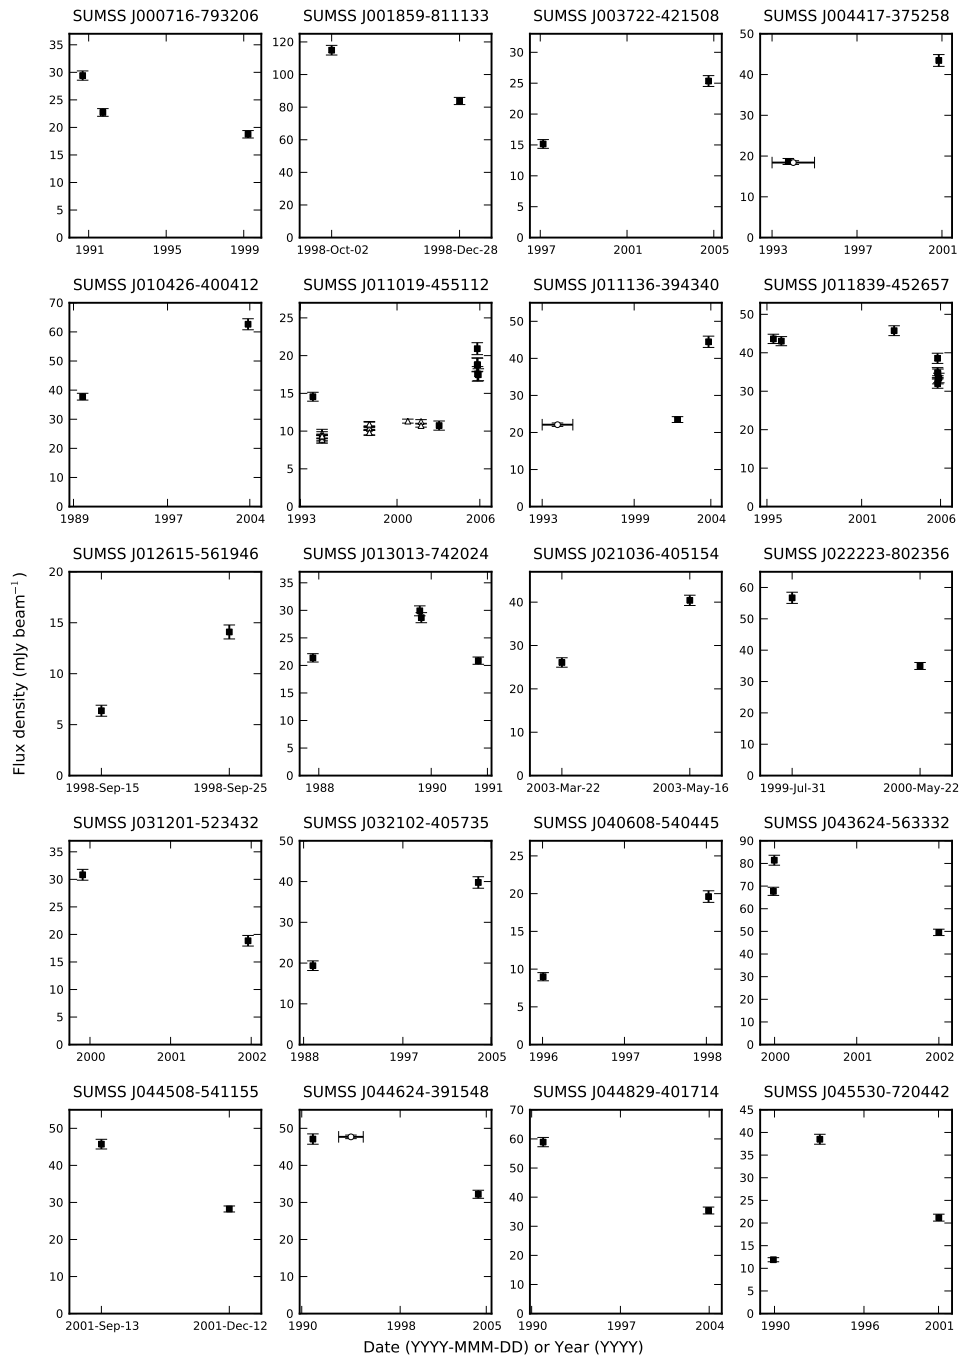 SUMSS J000716-793206 SUMSS J001859-811133 SUMSS J003722-421508 SUMSS J004417-375258
35 30 25 20 15 10 5 0
1991 1995 1999
120 100 80 60 40 20 0
1998-Oct-02 1998-Dec-28
30 25 20 15 10 5 0
1997 2001 2005
50 40 30 20 10 0
1993 1997 2001
SUMSS J010426-400412 SUMSS J011019-455112 SUMSS J011136-394340 SUMSS J011839-452657
70 60 50 40 30 20 10 0
1989 1997 2004
25 20 15 10 5 0
1993 2000 2006
50 40 30 20 10 0
1993 1999 2004
50 40 30 20 10 0
1995 2001 2006
Flux density (mJy beam⁻¹)
SUMSS J012615-561946 SUMSS J013013-742024 SUMSS J021036-405154 SUMSS J022223-802356
20 15 10 5 0
1998-Sep-15 1998-Sep-25
35 30 25 20 15 10 5 0
1988 1990 1991
40 30 20 10 0
2003-Mar-22 2003-May-16
60 50 40 30 20 10 0
1999-Jul-31 2000-May-22
SUMSS J031201-523432 SUMSS J032102-405735 SUMSS J040608-540445 SUMSS J043624-563332
35 30 25 20 15 10 5 0
2000 2001 2002
50 40 30 20 10 0
1988 1997 2005
25 20 15 10 5 0
1996 1997 1998
90 80 70 60 50 40 30 20 10 0
2000 2001 2002
SUMSS J044508-541155 SUMSS J044624-391548 SUMSS J044829-401714 SUMSS J045530-720442
50 40 30 20 10 0
2001-Sep-13 2001-Dec-12
50 40 30 20 10 0
1990 1998 2005
70 60 50 40 30 20 10 0
1990 1997 2004
45 40 35 30 25 20 15 10 5 0
1990 1996 2001
Date (YYYY-MMM-DD) or Year (YYYY)